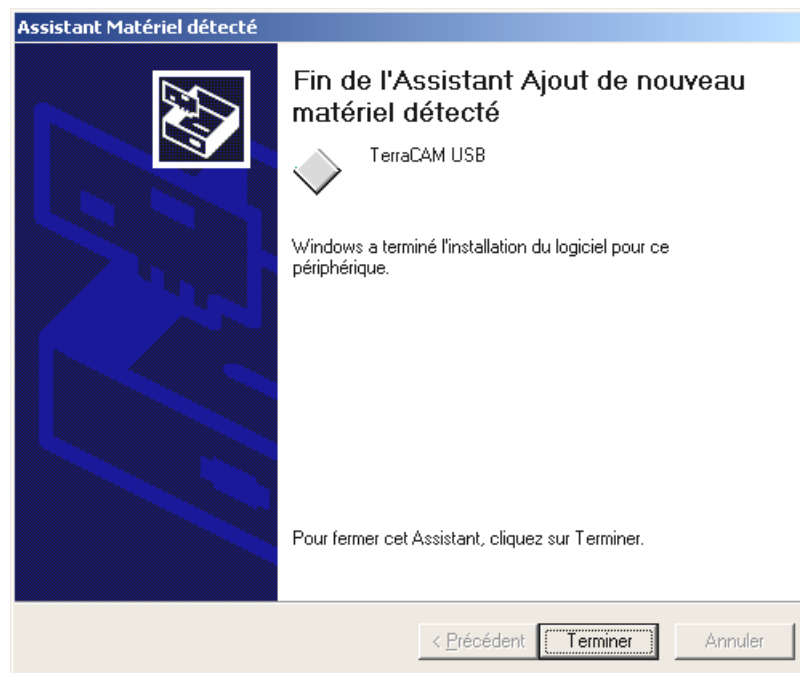 Assistant Matériel détecté
Fin de l'Assistant Ajout de nouveau
matériel détecté
TerraCAM USB
Windows a terminé l'installation du logiciel pour ce
périphérique.
Pour fermer cet Assistant, cliquez sur Terminer.
< Précédent Terminer Annuler